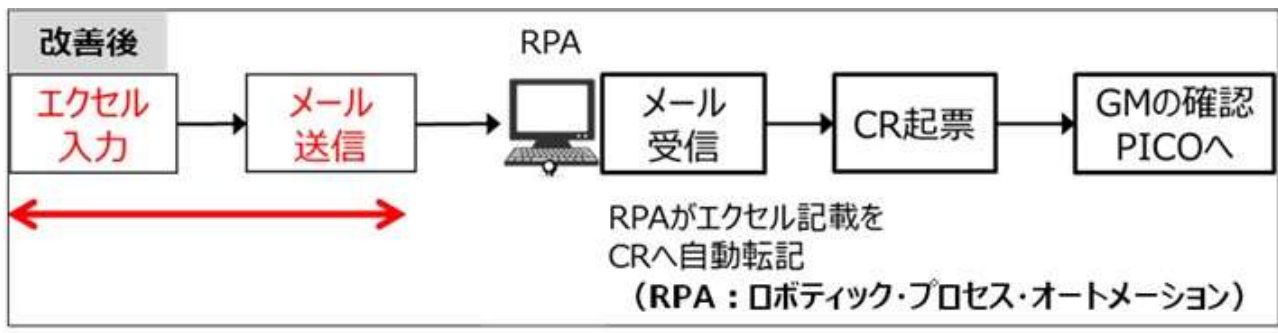 改善後
RPA
エクセル
入力
メール
送信
メール
受信
CR起票
GMの確認
PICOへ
RPAがエクセル記載を
CRへ自動転記
（RPA：ロボティック・プロセス・オートメーション）